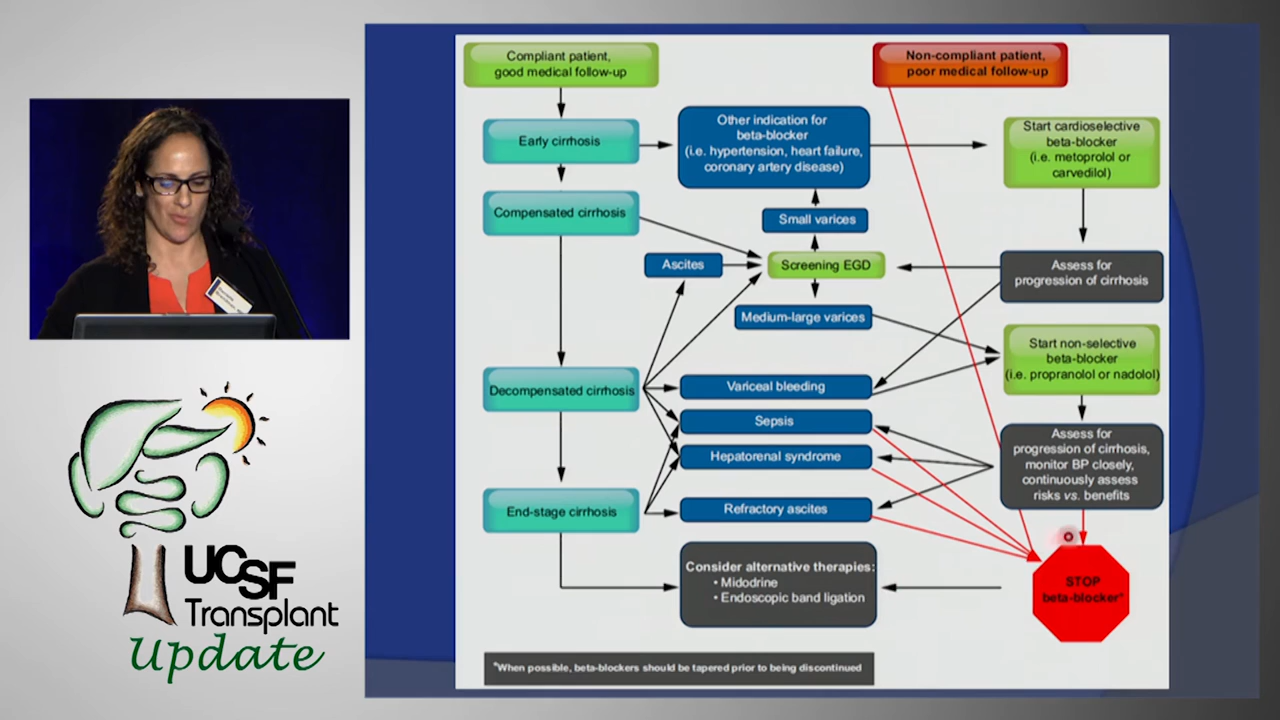 Compliant patient,
good medical follow-up
Non-compliant patient,
poor medical follow-up
Early cirrhosis
Other indication for
beta-blocker
(i.e. hypertension, heart failure,
coronary artery disease)
Start cardioselective
beta-blocker
(i.e. metoprolol or
carvedilol)
Compensated cirrhosis
Small varices
Ascites
Screening EGD
Assess for
progression of cirrhosis
Medium-large varices
Start non-selective
beta-blocker
(i.e. propranolol or nadolol)
Decompensated cirrhosis
Variceal bleeding
Sepsis
Hepatorenal syndrome
Assess for
progression of cirrhosis,
monitor BP closely,
continuously assess
risks vs. benefits
End-stage cirrhosis
Refractory ascites
Consider alternative therapies:
• Midodrine
• Endoscopic band ligation
STOP
beta-blocker*
*When possible, beta-blockers should be tapered prior to being discontinued
UCSF
Transplant
Update